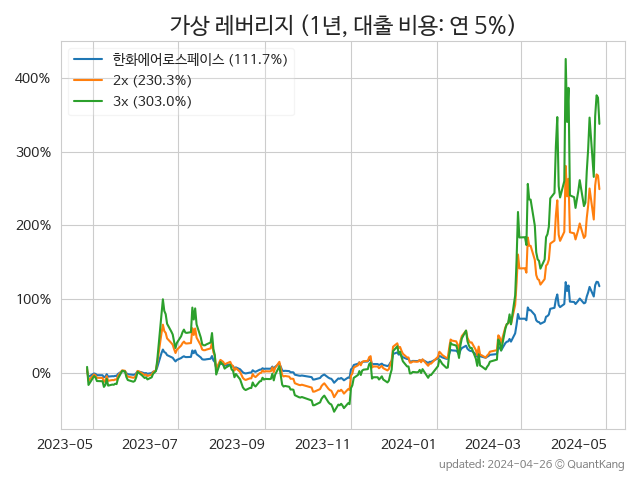 가상 레버리지 (1년, 대출 비용: 연 5%)
한화에어로스페이스 (111.7%)
2x (230.3%)
3x (303.0%)
400%
300%
200%
100%
0%
2023-05 2023-07 2023-09 2023-11 2024-01 2024-03 2024-05
updated: 2024-04-26 © QuantKang